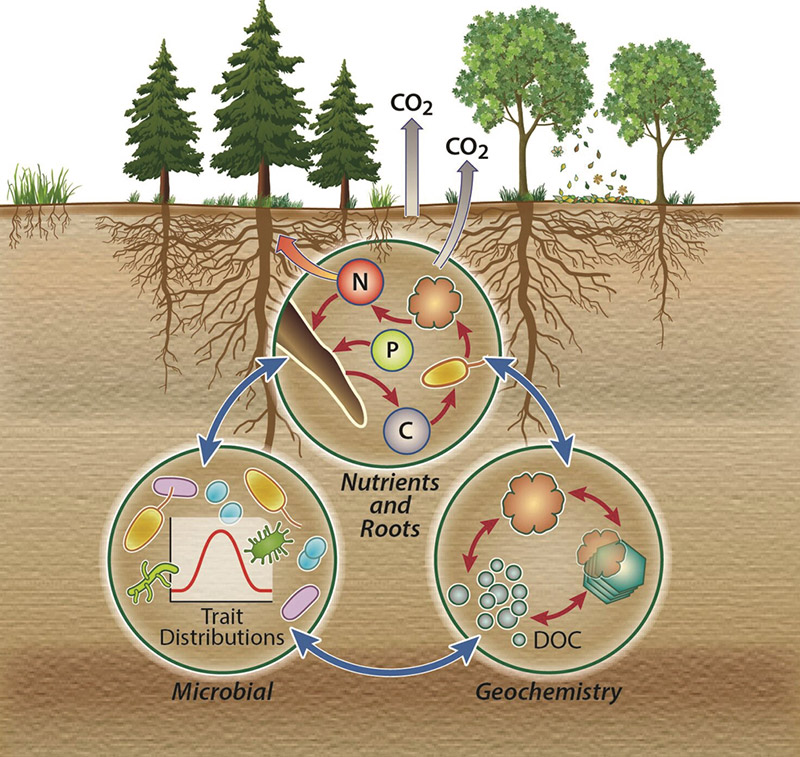 CO2
CO2
N
P
C
Nutrients
and
Roots
Trait
Distributions
DOC
Microbial
Geochemistry